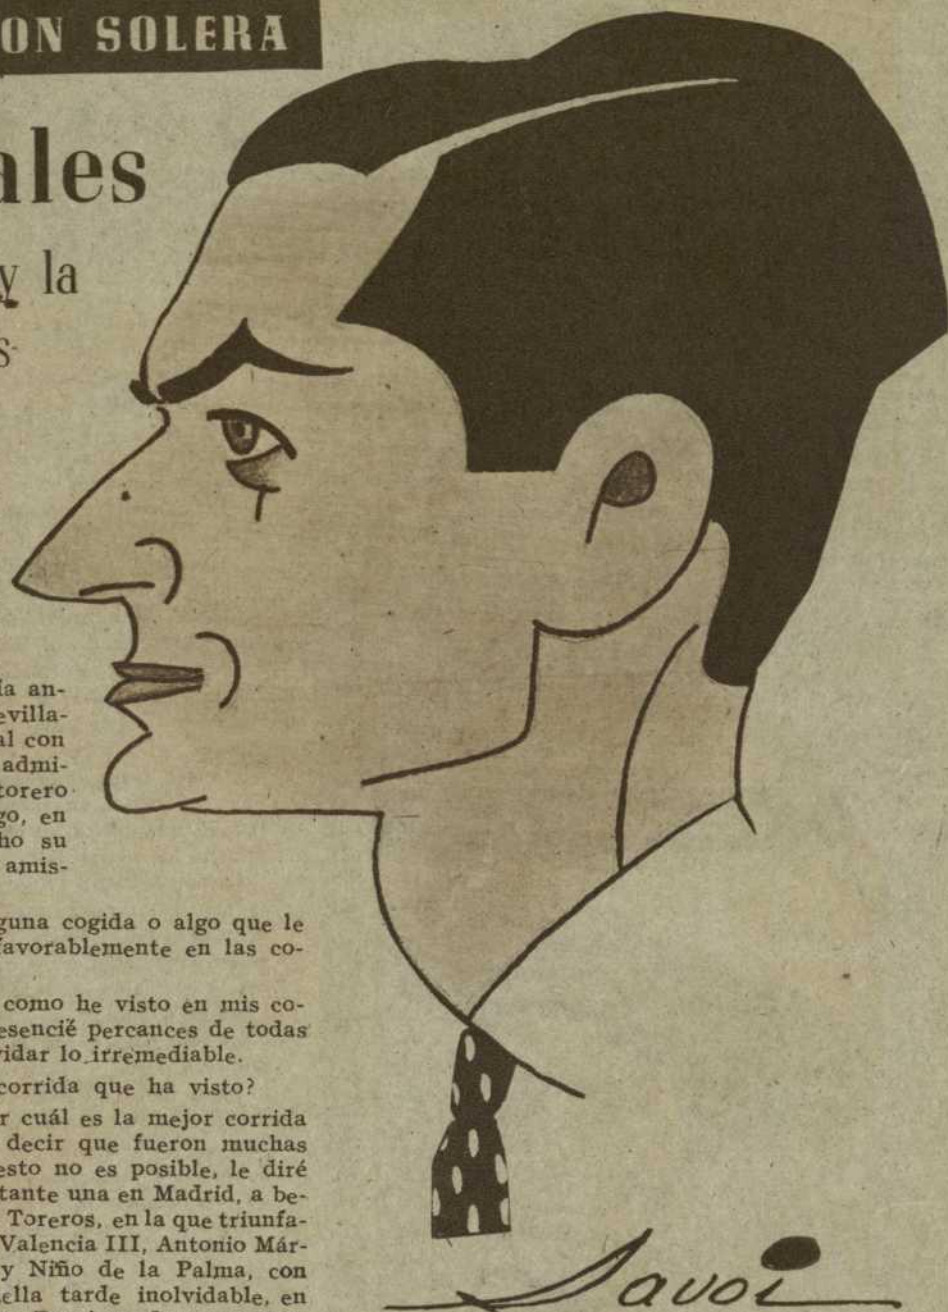 ON SOLERA
ales
y la
s-
la an-
evilla-
al con
admi-
torero
go, en
ho su
amis-
guna cogida o algo que le
favorablemente en las co-
como he visto en mis co-
esencié percances de todas
vidar lo irremediable.
corrida que ha visto?
r cuál es la mejor corrida
decir que fueron muchas
esto no es posible, le diré
tante una en Madrid, a be-
Toreros, en la que triunfa-
Valencia III, Antonio Már-
y Niño de la Palma, con
ella tarde inolvidable, en
Savoi